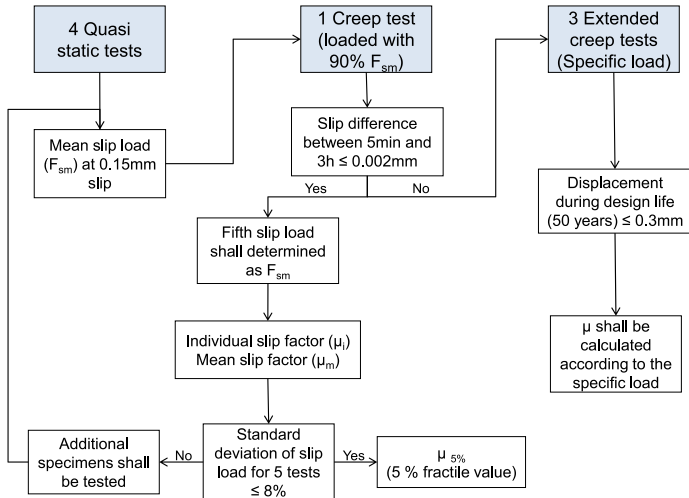 4 Quasi
static tests
1 Creep test
(loaded with
90% Fsm)
3 Extended
creep tests
(Specific load)
Mean slip load
(Fsm) at 0.15mm
slip
Slip difference
between 5min and
3h ≤ 0.002mm
Yes
No
Displacement
during design life
(50 years) ≤ 0.3mm
Fifth slip load
shall determined
as Fsm
Individual slip factor (μi)
Mean slip factor (μm)
μ shall be
calculated
according to the
specific load
Additional
specimens shall
be tested
No
Standard
deviation of slip
load for 5 tests
≤ 8%
Yes
μ 5%
(5 % fractile value)